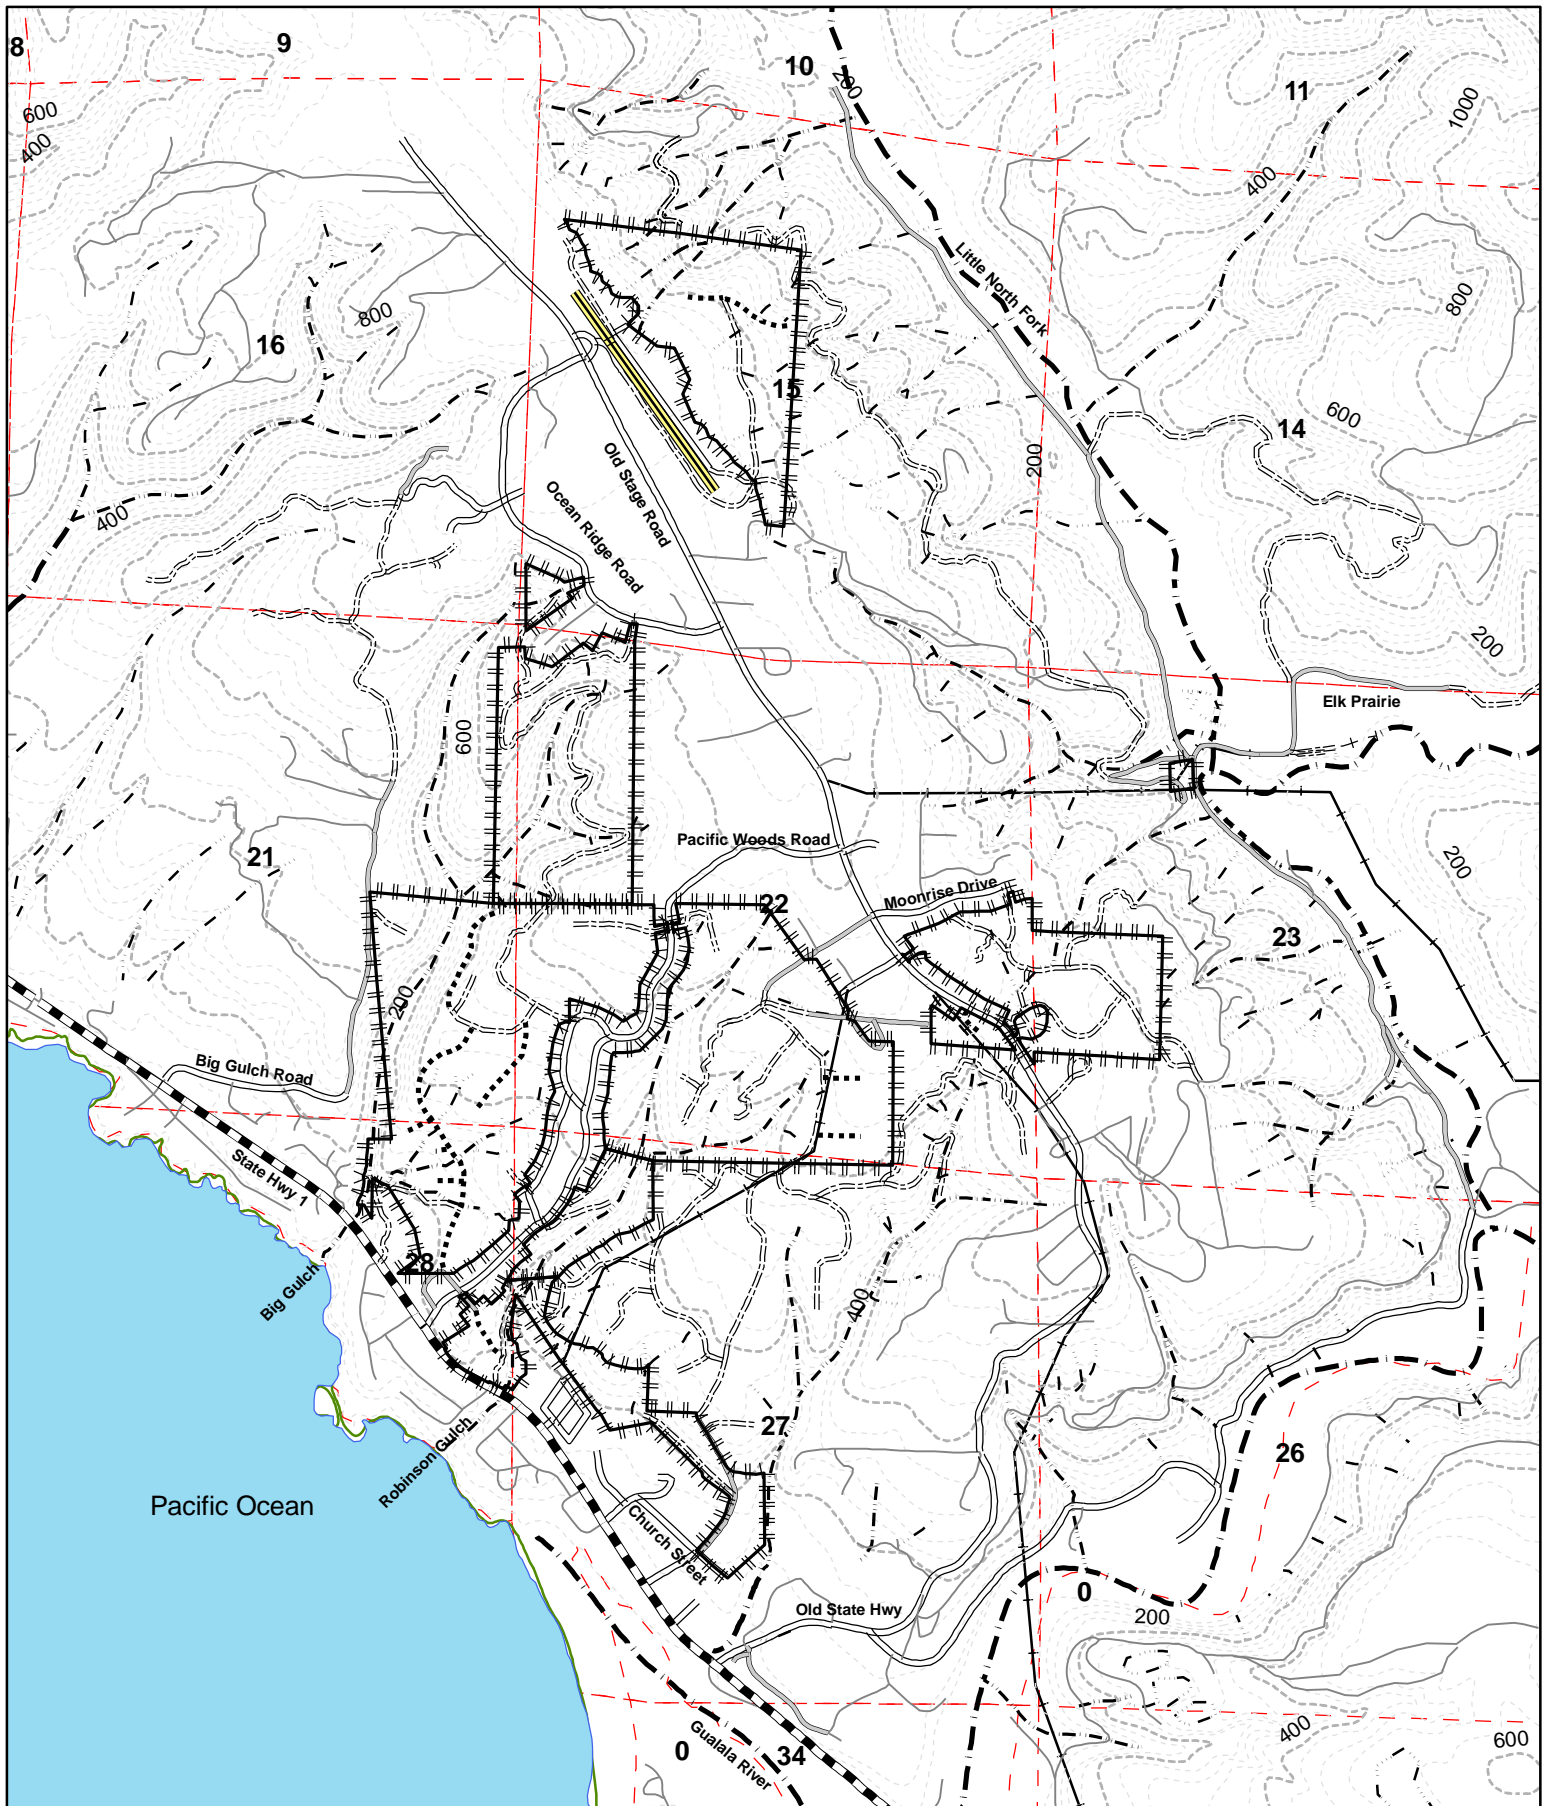 8
9
10
11
600
200
1000
400
400
Little North Fork
800
800
16
15
600
14
200
Old Stage Road
Ocean Ridge Road
400
200
Elk Prairie
600
Pacific Woods Road
21
200
Moonrise Drive
22
23
200
Big Gulch Road
State Hwy 1
28
Big Gulch
400
27
26
Robinson Gulch
Pacific Ocean
Church Street
0
Old State Hwy
200
400
600
0
34
Gualala River